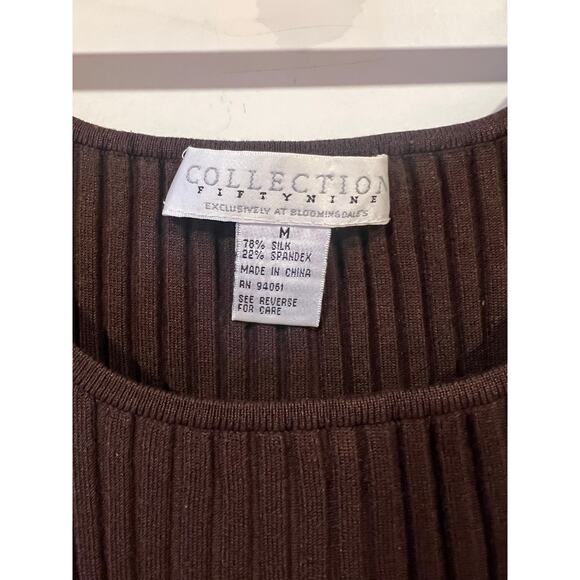 COLLECTION
FIFTYNINE
EXCLUSIVELY AT BLOOMINGDALE'S
M
78% SILK
22% SPANDEX
MADE IN CHINA
RN 94061
SEE REVERSE
FOR CARE